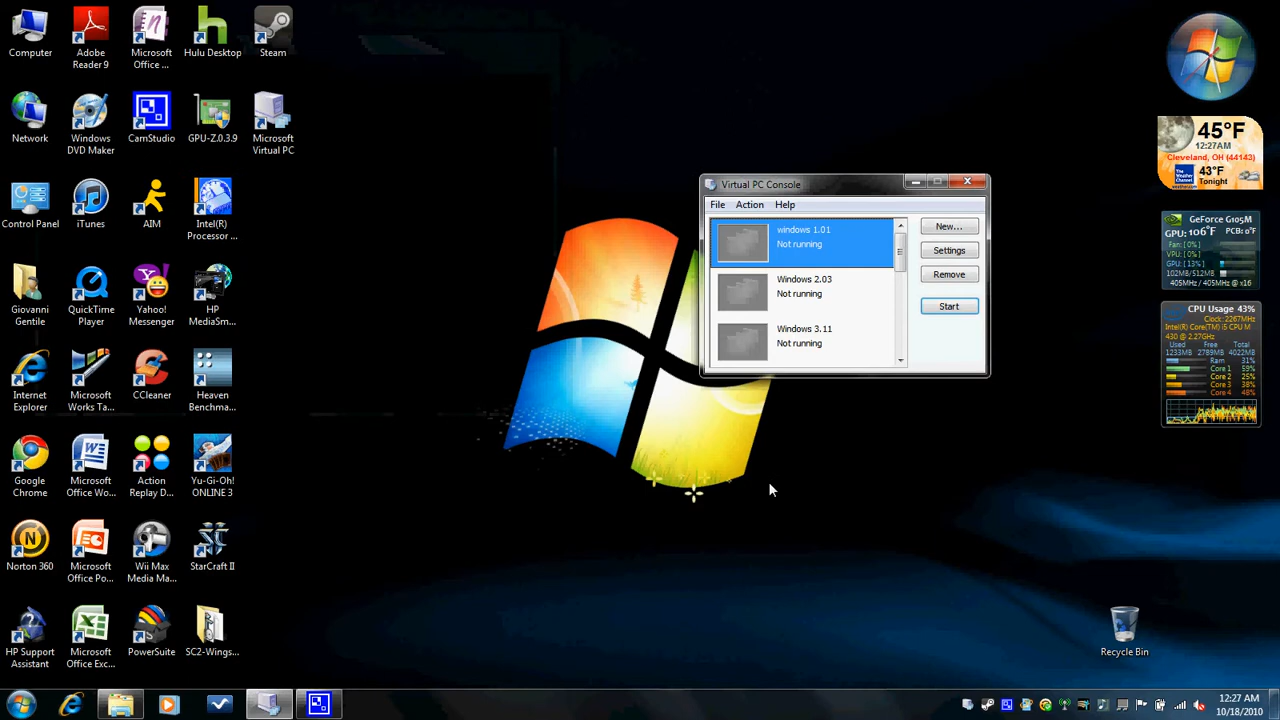 Computer
Adobe
Reader 9
Microsoft
Office ...
Hulu Desktop
Steam
Network
Windows
DVD Maker
CamStudio
GPU-Z.0.3.9
Microsoft
Virtual PC
Control Panel
iTunes
AIM
Intel(R)
Processor ...
Giovanni
Gentile
QuickTime
Player
Yahoo!
Messenger
HP
MediaSm...
Internet
Explorer
Microsoft
Works Ta...
CCleaner
Heaven
Benchma...
Google
Chrome
Microsoft
Office Wo...
Action
Replay D...
Yu-Gi-Oh!
ONLINE 3
Norton 360
Microsoft
Office Po...
Wii Max
Media Ma...
StarCraft II
HP Support
Assistant
Microsoft
Office Exc...
PowerSuite
SC2-Wings...
Virtual PC Console
File Action Help
windows 1.01
Not running
Windows 2.03
Not running
Windows 3.11
Not running
New...
Settings
Remove
Start
45°F
12:27AM
Cleveland, OH (44143)
The
Weather
Channel
43°F
Tonight
GeForce G105M
GPU: 106°F PCB: 0°F
Fan: [ 0%]
VPU: [ 0%]
GPU: [ 13%]
102MB/512MB
405MHz / 405MHz @ x16
CPU Usage 43%
Clock: 2267MHz
Intel(R) Core(TM) i5 CPU M
430 @ 2.27GHz
Used Free Total
1233MB 2789MB 4022MB
Ram 31%
Core 1 59%
Core 2 25%
Core 3 38%
Core 4 48%
Recycle Bin
12:27 AM
10/18/2010